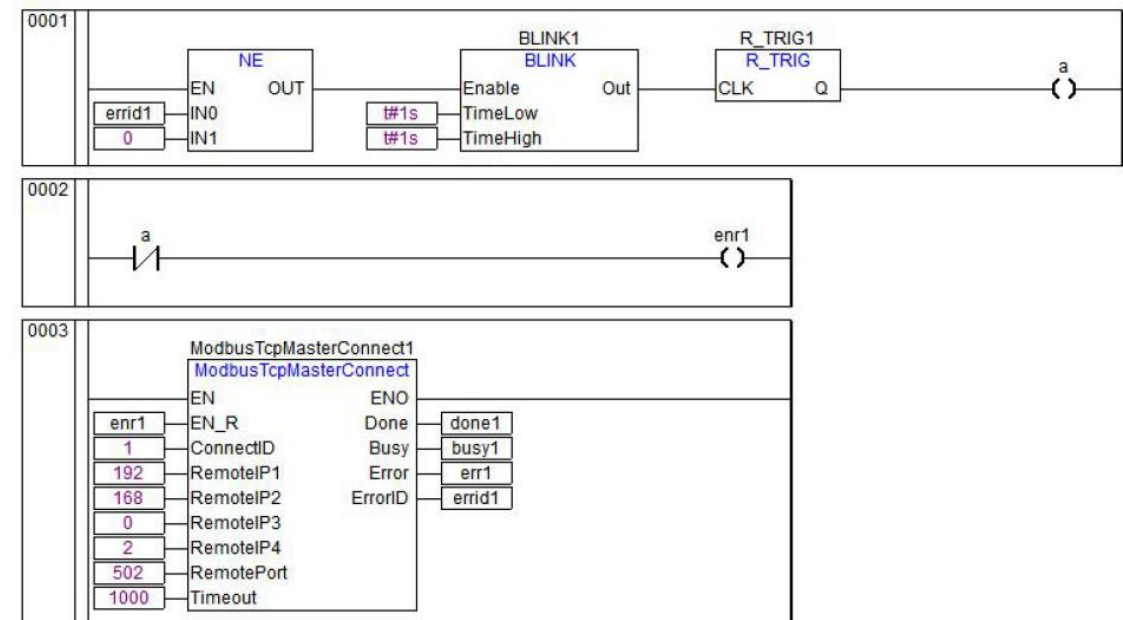 0001
BLINK1
R_TRIG1
NE
BLINK
R_TRIG
a
EN OUT
Enable Out
CLK Q
errid1 IN0
t#1s TimeLow
0 IN1
t#1s TimeHigh
0002
a
enr1
0003
ModbusTcpMasterConnect1
ModbusTcpMasterConnect
EN ENO
enr1 EN_R Done done1
1 ConnectID Busy busy1
192 RemoteIP1 Error err1
168 RemoteIP2 ErrorID errid1
0 RemoteIP3
2 RemoteIP4
502 RemotePort
1000 Timeout